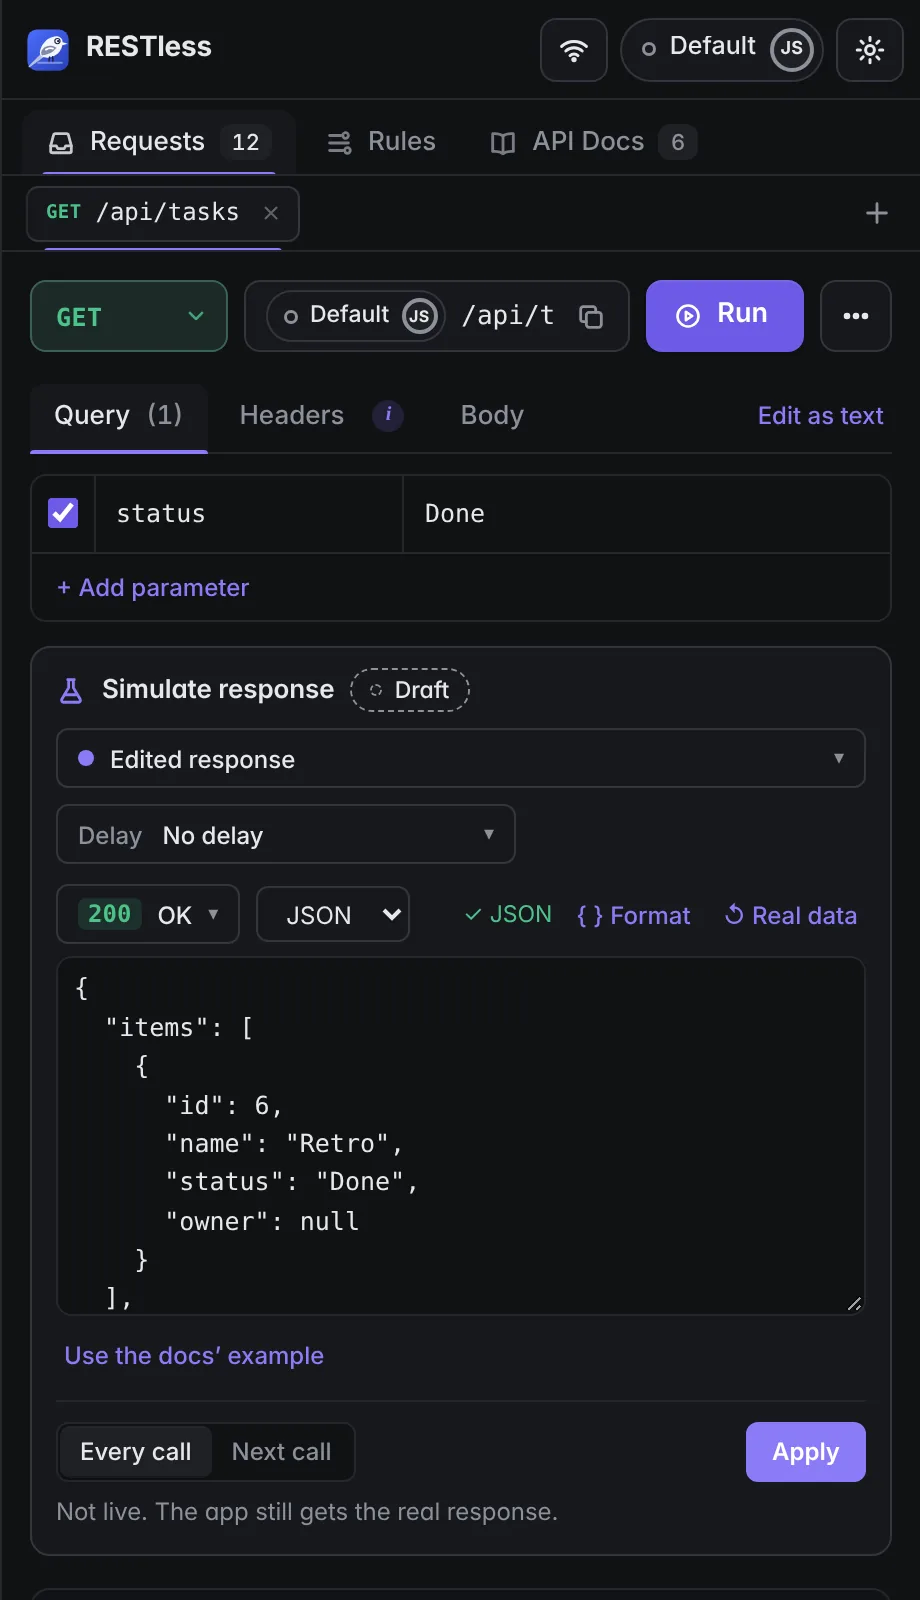 RESTless
Default JS
Requests 12 Rules API Docs 6
GET /api/tasks ×
GET Default JS /api/t Run
Query (1) Headers i Body Edit as text
status Done
+ Add parameter
Simulate response Draft
Edited response
Delay No delay
200 OK JSON ✓ JSON { } Format Real data
{
"items": [
{
"id": 6,
"name": "Retro",
"status": "Done",
"owner": null
}
],
Use the docs’ example
Every call Next call Apply
Not live. The app still gets the real response.